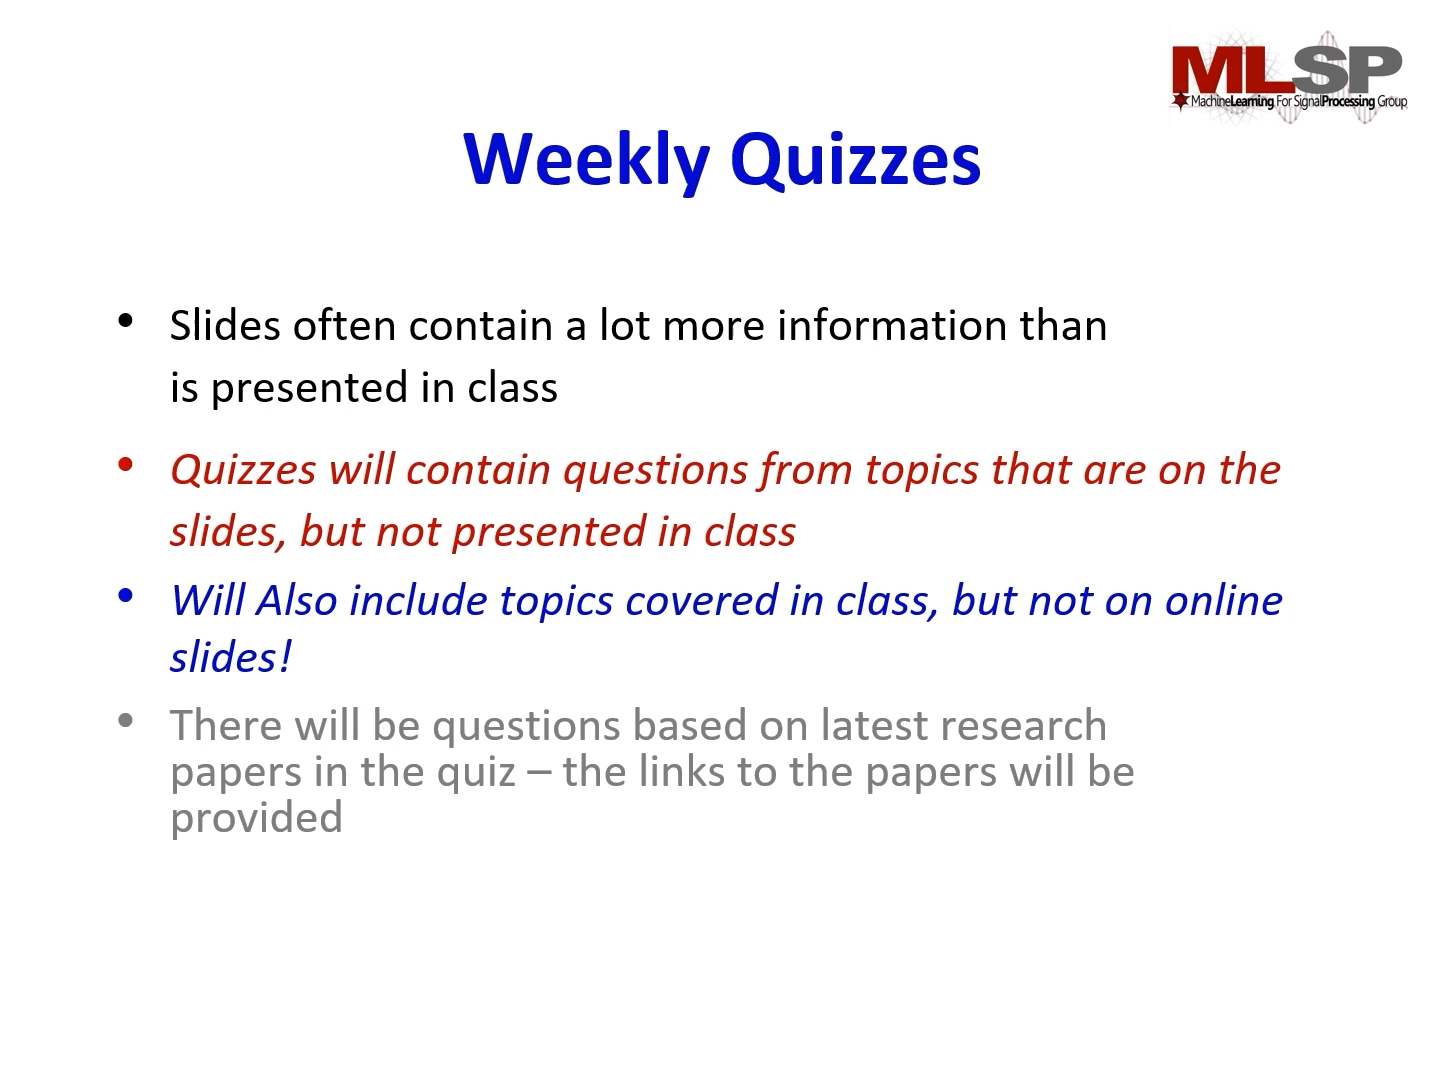 MLSP
MachineLearning For SignalProcessing Group
Weekly Quizzes
• Slides often contain a lot more information than
is presented in class
• Quizzes will contain questions from topics that are on the
slides, but not presented in class
• Will Also include topics covered in class, but not on online
slides!
• There will be questions based on latest research
papers in the quiz – the links to the papers will be
provided